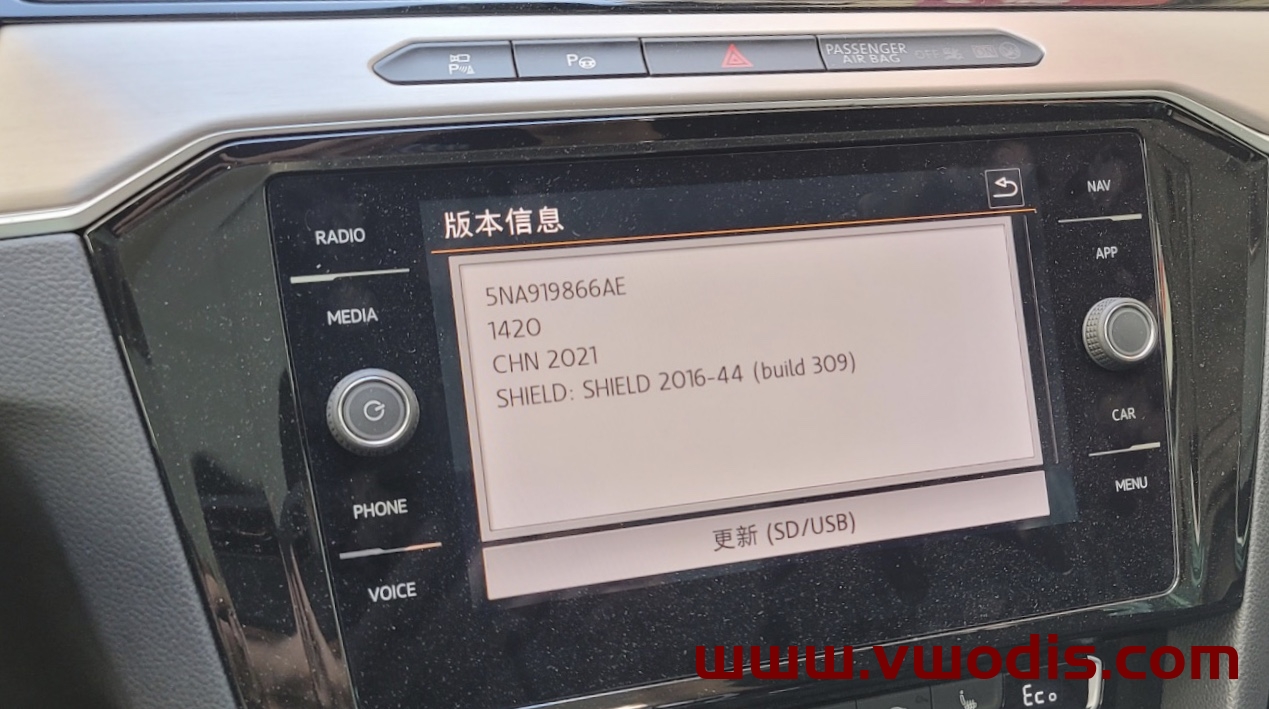 P
P
PASSENGER
AIR BAG
OFF
版本信息
NAV
RADIO
APP
MEDIA
5NA919866AE
1420
CHN 2021
SHIELD: SHIELD 2016-44 (build 309)
CAR
MENU
PHONE
更新 (SD/USB)
VOICE
www.vwodis.com
Eco